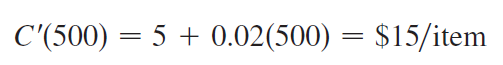 C′(500) = 5 + 0.02(500) = $15/item